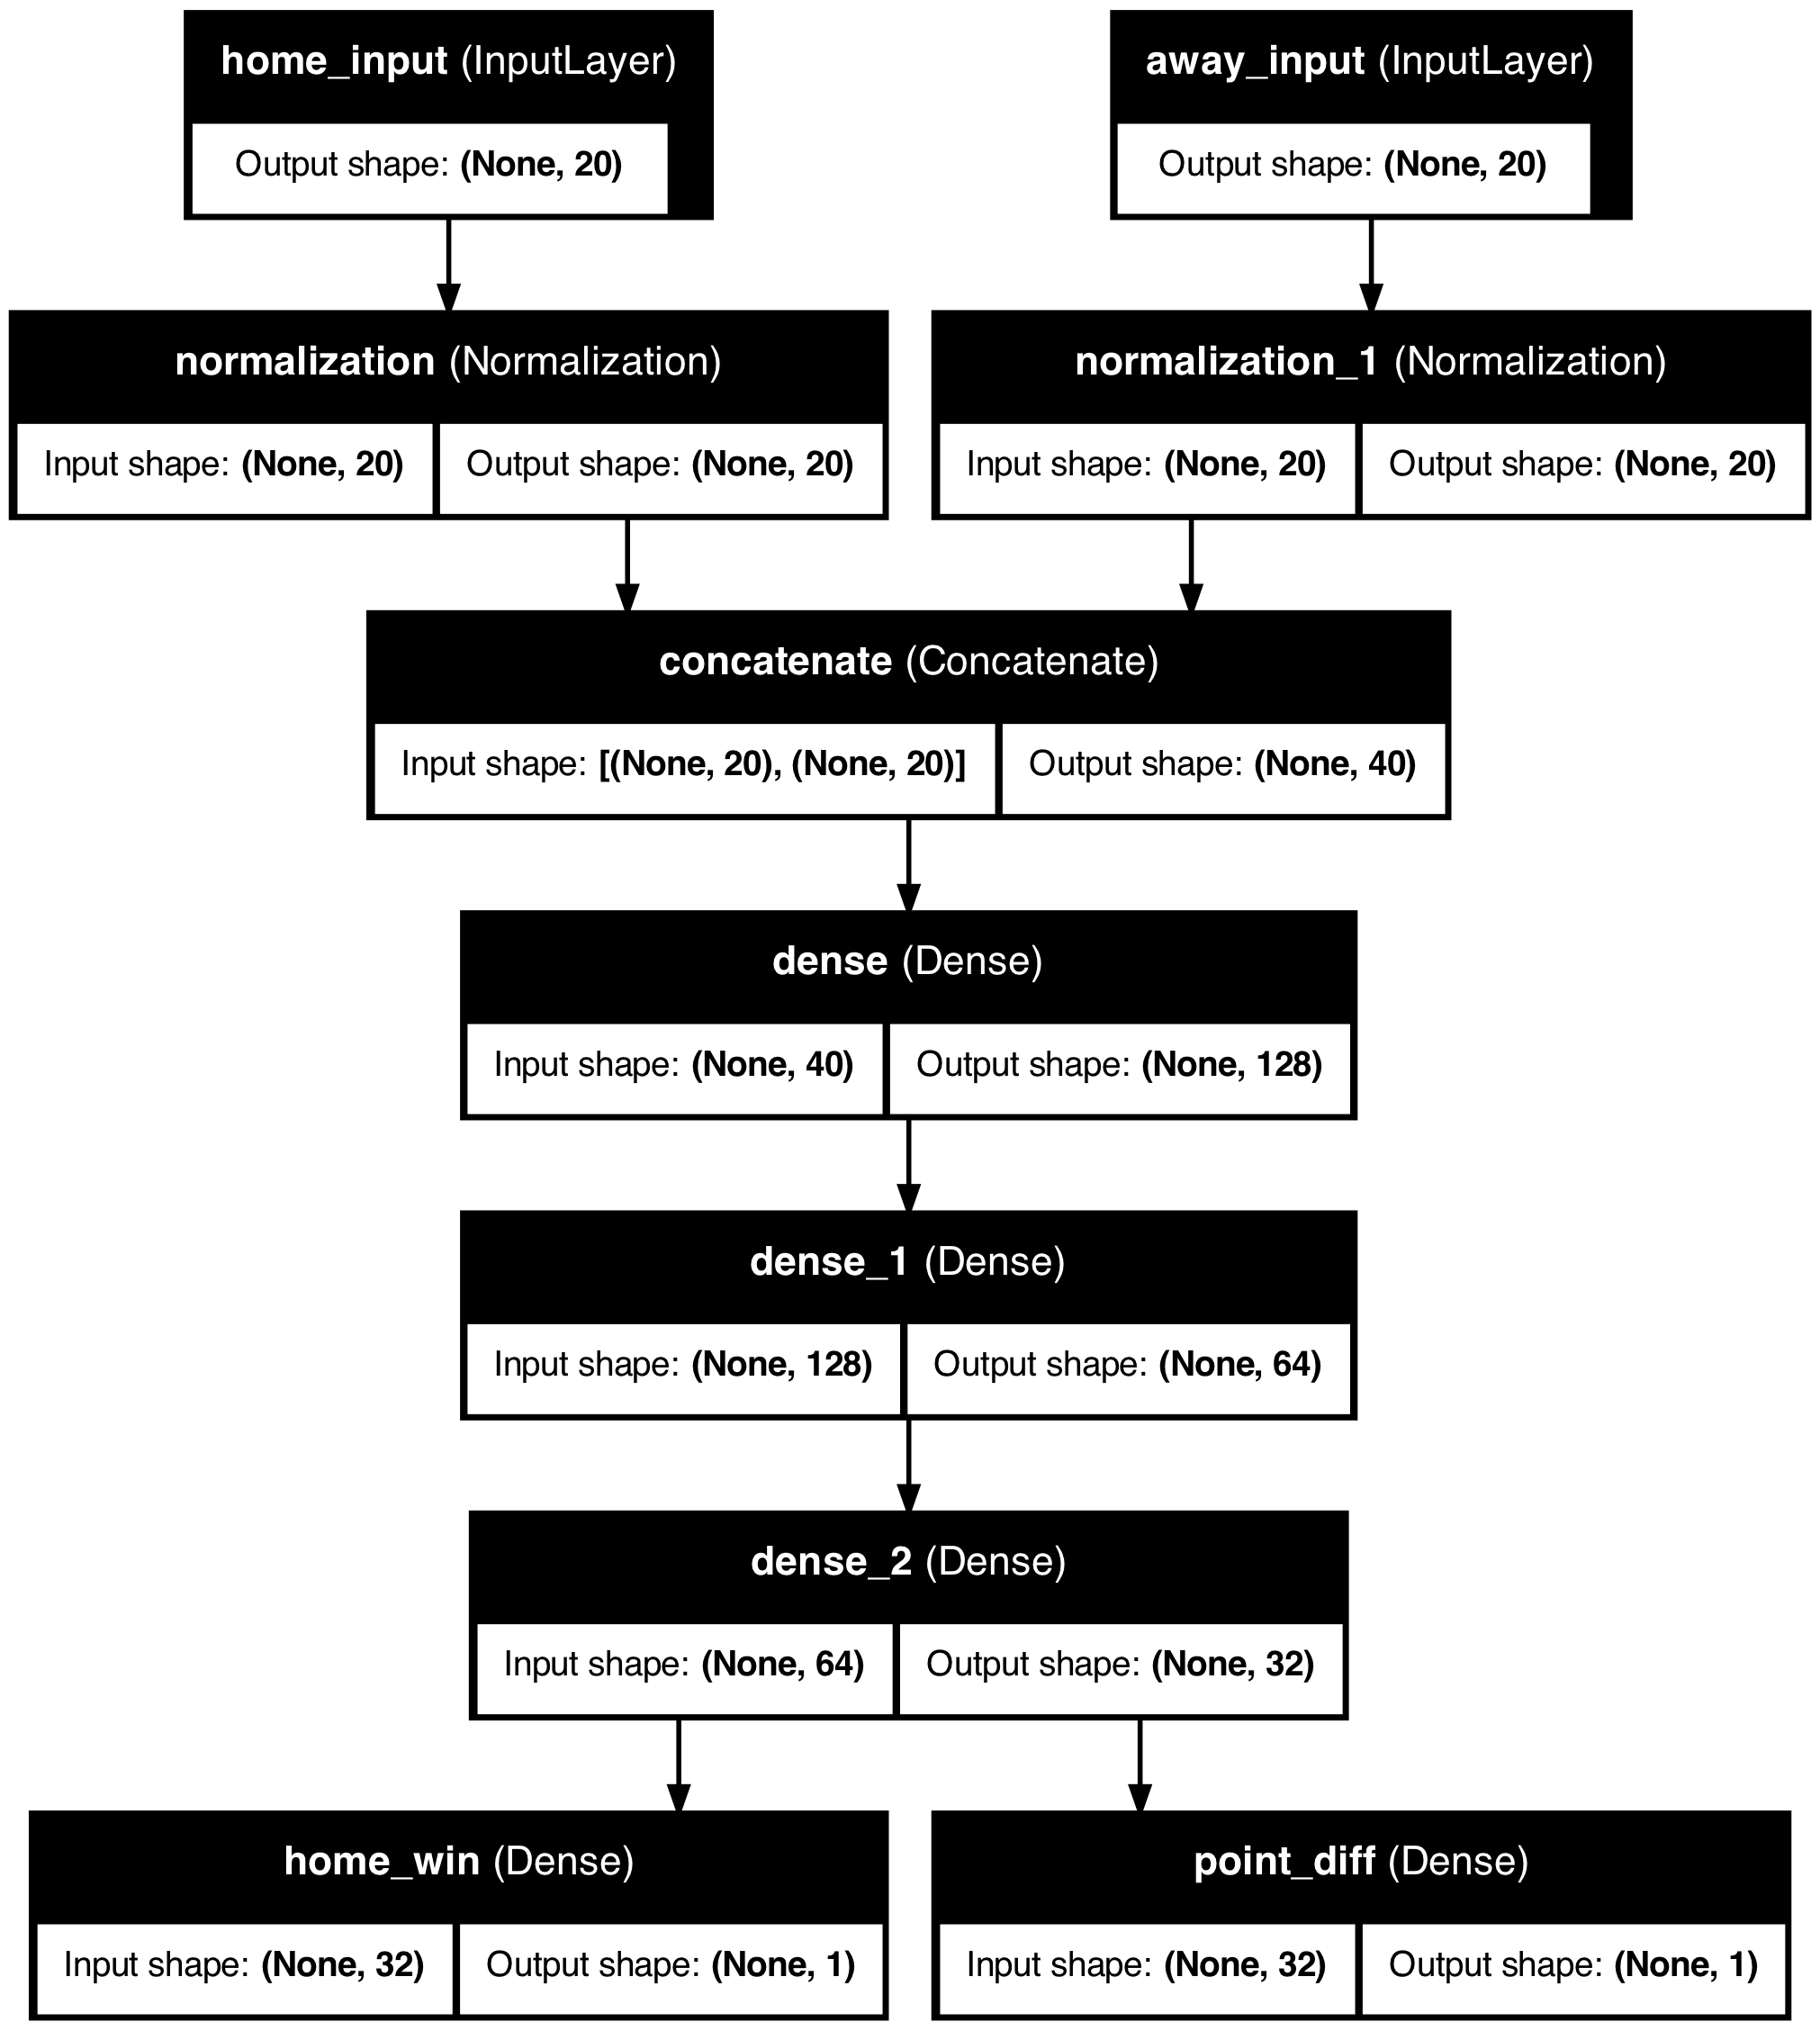 home_input (InputLayer)
Output shape: (None, 20)
away_input (InputLayer)
Output shape: (None, 20)
normalization (Normalization)
Input shape: (None, 20)
Output shape: (None, 20)
normalization_1 (Normalization)
Input shape: (None, 20)
Output shape: (None, 20)
concatenate (Concatenate)
Input shape: [(None, 20), (None, 20)]
Output shape: (None, 40)
dense (Dense)
Input shape: (None, 40)
Output shape: (None, 128)
dense_1 (Dense)
Input shape: (None, 128)
Output shape: (None, 64)
dense_2 (Dense)
Input shape: (None, 64)
Output shape: (None, 32)
home_win (Dense)
Input shape: (None, 32)
Output shape: (None, 1)
point_diff (Dense)
Input shape: (None, 32)
Output shape: (None, 1)